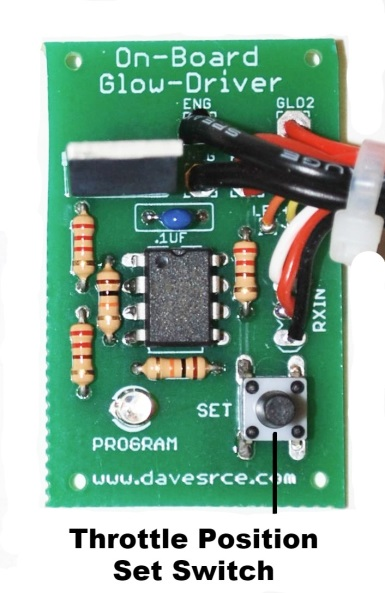 On-Board
Glow-Driver
ENG
GLO2
.1UF
RXIN
SET
PROGRAM
www.davesrce.com
Throttle Position
Set Switch